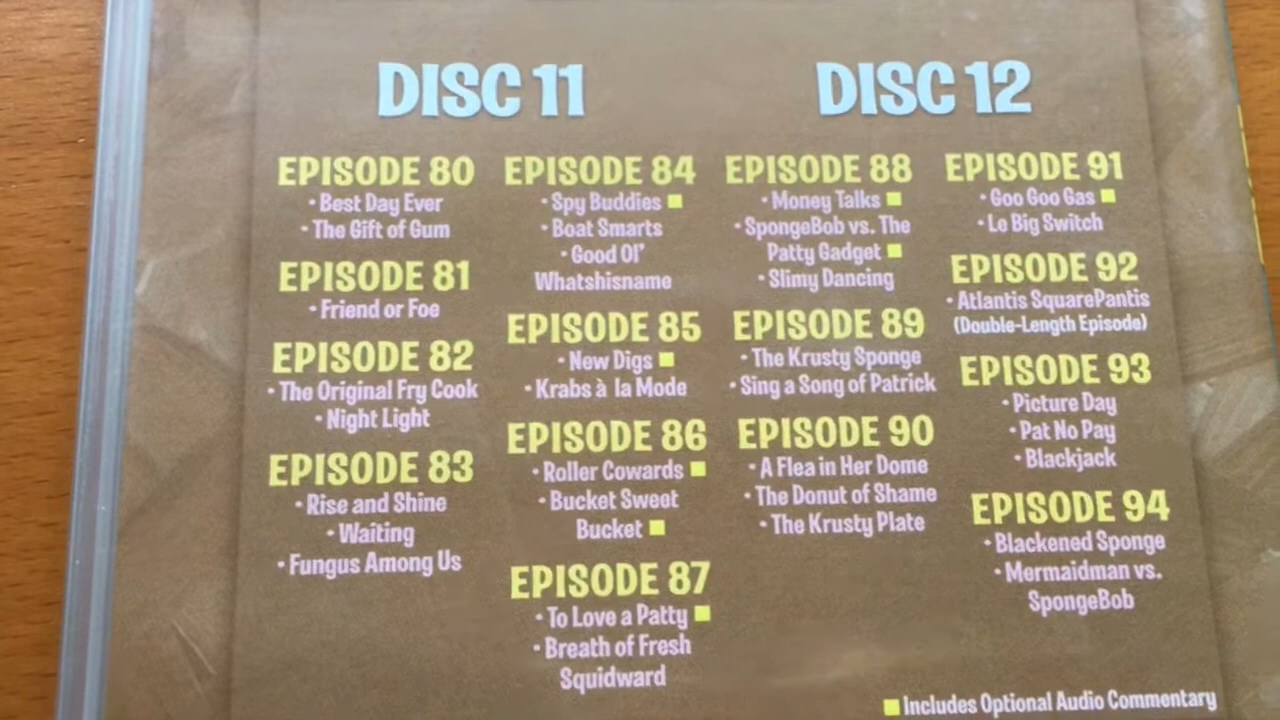 DISC 11
EPISODE 80
• Best Day Ever
• The Gift of Gum
EPISODE 81
• Friend or Foe
EPISODE 82
• The Original Fry Cook
• Night Light
EPISODE 83
• Rise and Shine
• Waiting
• Fungus Among Us
EPISODE 84
• Spy Buddies
• Boat Smarts
• Good Ol'
Whatshisname
EPISODE 85
• New Digs
• Krabs à la Mode
EPISODE 86
• Roller Cowards
• Bucket Sweet
Bucket
EPISODE 87
• To Love a Patty
• Breath of Fresh
Squidward
DISC 12
EPISODE 88
• Money Talks
• SpongeBob vs. The
Patty Gadget
• Slimy Dancing
EPISODE 89
• The Krusty Sponge
• Sing a Song of Patrick
EPISODE 90
• A Flea in Her Dome
• The Donut of Shame
• The Krusty Plate
EPISODE 91
• Goo Goo Gas
• Le Big Switch
EPISODE 92
• Atlantis SquarePantis
(Double-Length Episode)
EPISODE 93
• Picture Day
• Pat No Pay
• Blackjack
EPISODE 94
• Blackened Sponge
• Mermaidman vs.
SpongeBob
Includes Optional Audio Commentary